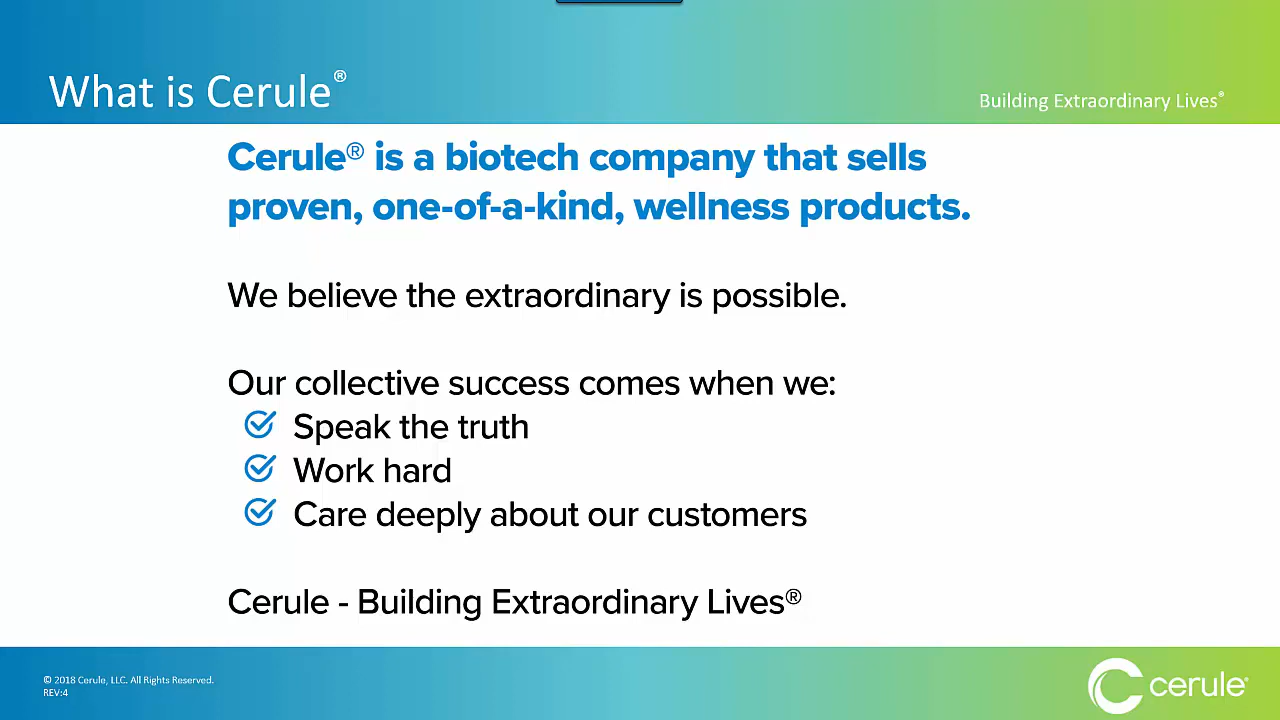 What is Cerule®
Building Extraordinary Lives®
Cerule® is a biotech company that sells
proven, one-of-a-kind, wellness products.
We believe the extraordinary is possible.
Our collective success comes when we:
Speak the truth
Work hard
Care deeply about our customers
Cerule - Building Extraordinary Lives®
© 2018 Cerule, LLC. All Rights Reserved.
REV:4
cerule®